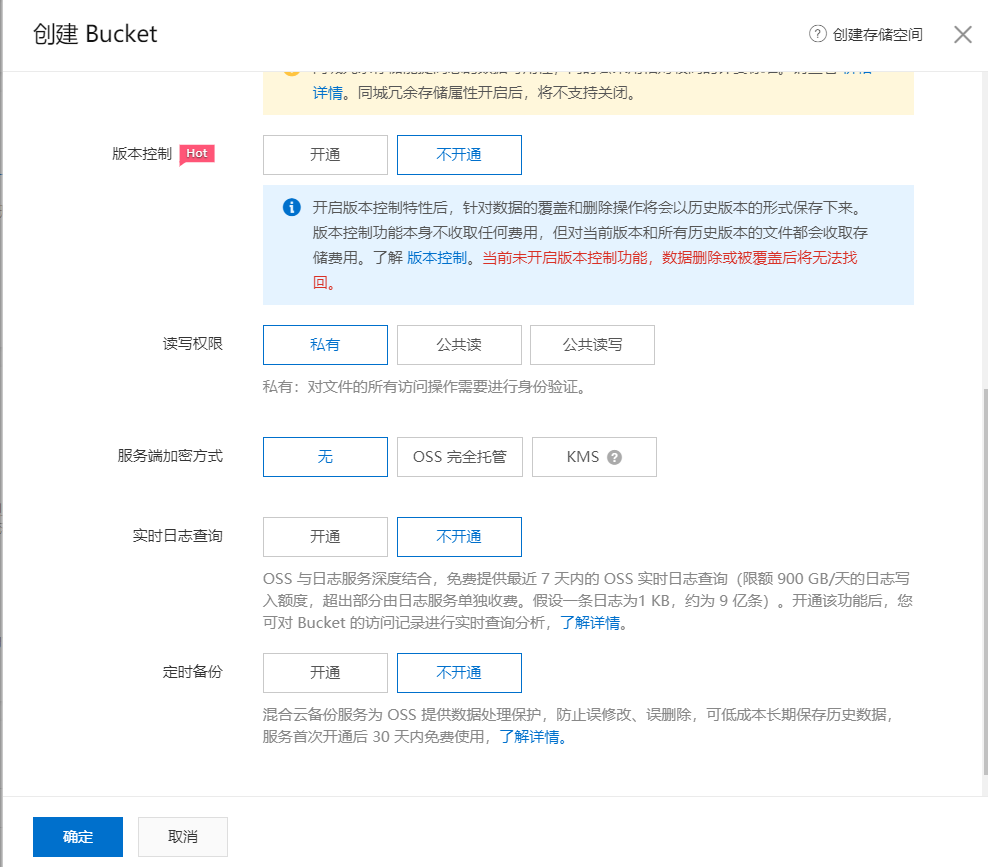 创建 Bucket
? 创建存储空间
详情。同城冗余存储属性开启后，将不支持关闭。
版本控制 Hot 开通 不开通
开启版本控制特性后，针对数据的覆盖和删除操作将会以历史版本的形式保存下来。
版本控制功能本身不收取任何费用，但对当前版本和所有历史版本的文件都会收取存
储费用。了解 版本控制。当前未开启版本控制功能，数据删除或被覆盖后将无法找
回。
读写权限 私有 公共读 公共读写
私有：对文件的所有访问操作需要进行身份验证。
服务端加密方式 无 OSS 完全托管 KMS ?
实时日志查询 开通 不开通
OSS 与日志服务深度结合，免费提供最近 7 天内的 OSS 实时日志查询（限额 900 GB/天的日志写
入额度，超出部分由日志服务单独收费。假设一条日志为1 KB，约为 9 亿条）。开通该功能后，您
可对 Bucket 的访问记录进行实时查询分析，了解详情。
定时备份 开通 不开通
混合云备份服务为 OSS 提供数据处理保护，防止误修改、误删除，可低成本长期保存历史数据，
服务首次开通后 30 天内免费使用，了解详情。
确定 取消